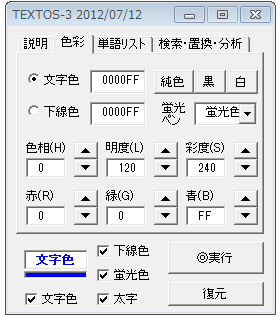 TEXTOS-3 2012/07/12
説明 色彩 単語リスト 検索・置換・分析
文字色 0000FF 純色 黒 白
下線色 0000FF 蛍光ペン 蛍光色
色相(H) 明度(L) 彩度(S)
0 120 240
赤(R) 緑(G) 青(B)
0 0 FF
文字色 下線色 ◎実行
蛍光色
文字色 太字 復元